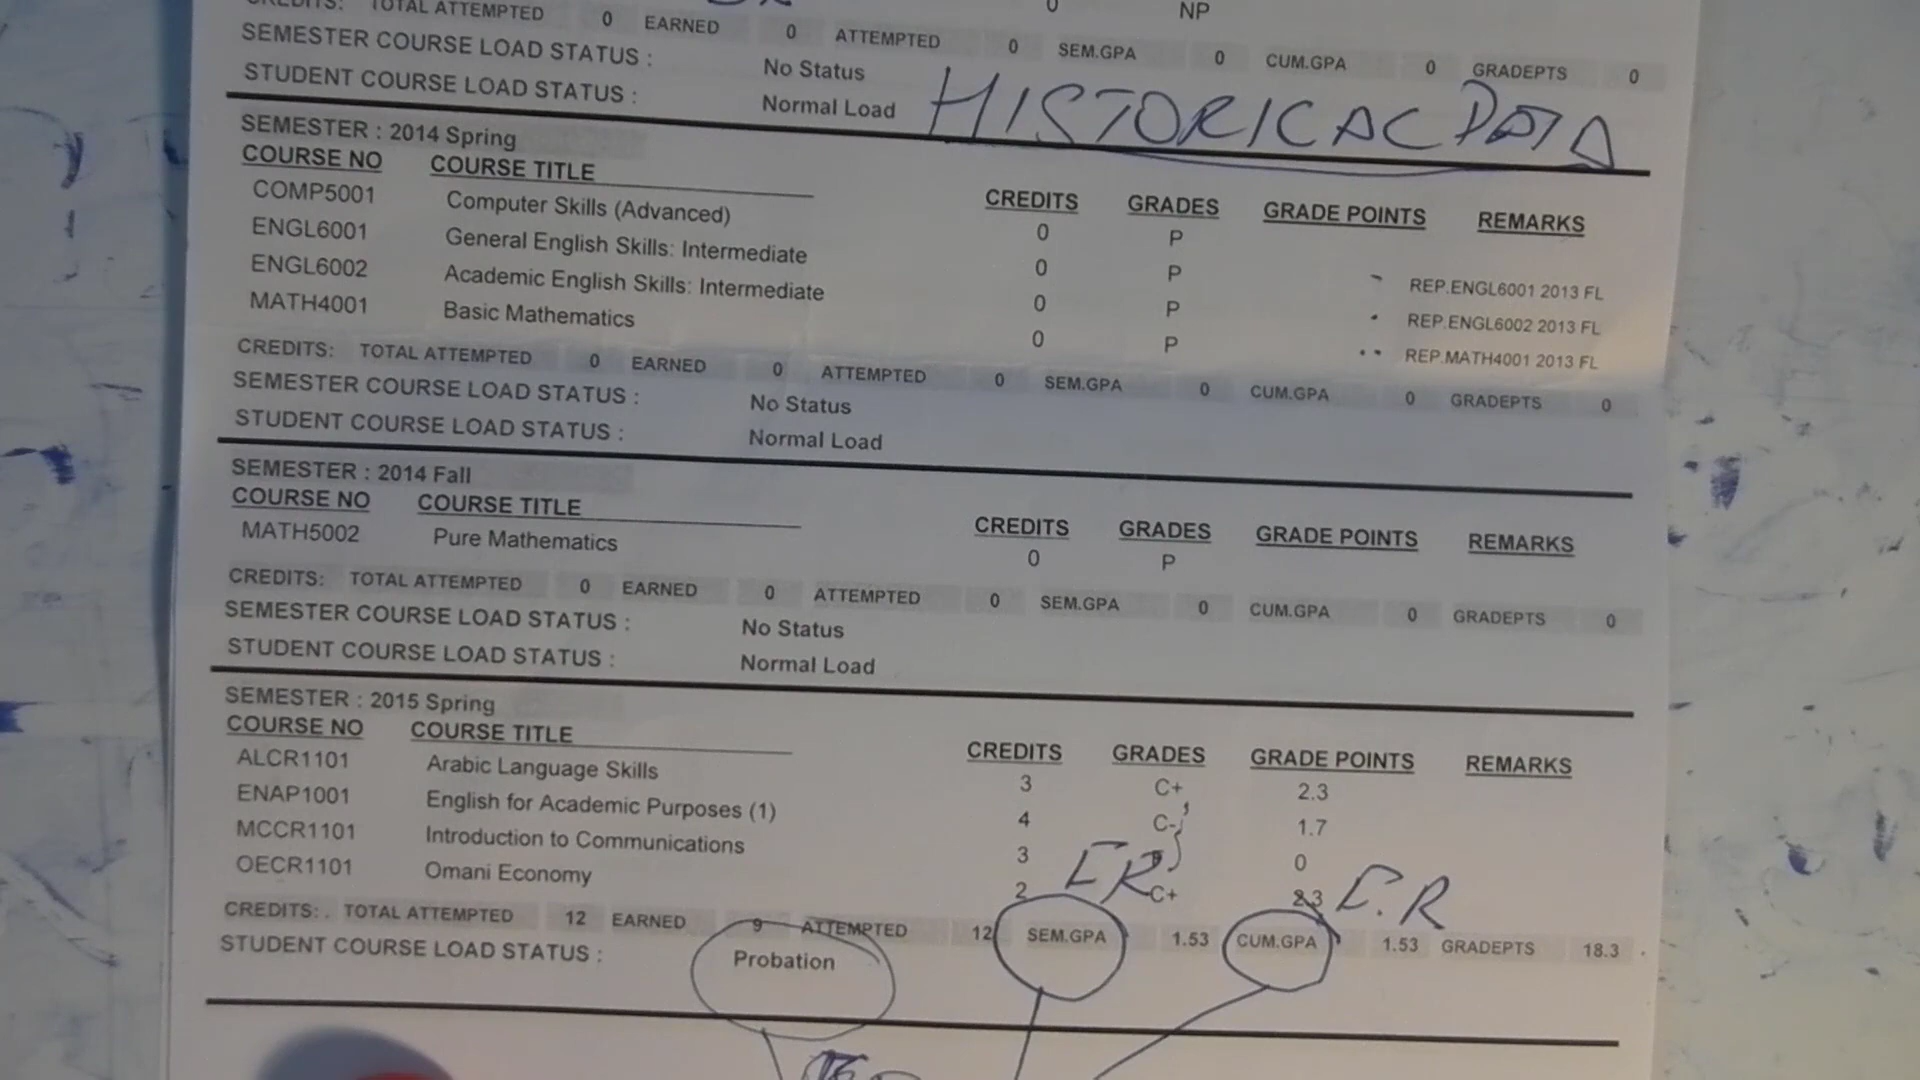 CREDITS: TOTAL ATTEMPTED 0 EARNED 0 ATTEMPTED 0 SEM.GPA 0 CUM.GPA 0 GRADEPTS 0
0 NP
SEMESTER COURSE LOAD STATUS : No Status
STUDENT COURSE LOAD STATUS : Normal Load
HISTORICAL DATA
SEMESTER : 2014 Spring
COURSE NO COURSE TITLE CREDITS GRADES GRADE POINTS REMARKS
COMP5001 Computer Skills (Advanced) 0 P
ENGL6001 General English Skills: Intermediate 0 P REP.ENGL6001 2013 FL
ENGL6002 Academic English Skills: Intermediate 0 P REP.ENGL6002 2013 FL
MATH4001 Basic Mathematics 0 P REP.MATH4001 2013 FL
CREDITS: TOTAL ATTEMPTED 0 EARNED 0 ATTEMPTED 0 SEM.GPA 0 CUM.GPA 0 GRADEPTS 0
SEMESTER COURSE LOAD STATUS : No Status
STUDENT COURSE LOAD STATUS : Normal Load
SEMESTER : 2014 Fall
COURSE NO COURSE TITLE CREDITS GRADES GRADE POINTS REMARKS
MATH5002 Pure Mathematics 0 P
CREDITS: TOTAL ATTEMPTED 0 EARNED 0 ATTEMPTED 0 SEM.GPA 0 CUM.GPA 0 GRADEPTS 0
SEMESTER COURSE LOAD STATUS : No Status
STUDENT COURSE LOAD STATUS : Normal Load
SEMESTER : 2015 Spring
COURSE NO COURSE TITLE CREDITS GRADES GRADE POINTS REMARKS
ALCR1101 Arabic Language Skills 3 C+ 2.3
ENAP1001 English for Academic Purposes (1) 4 C- 1.7
MCCR1101 Introduction to Communications 3 0
OECR1101 Omani Economy 2 C+ 2.3
CREDITS: TOTAL ATTEMPTED 12 EARNED 9 ATTEMPTED 12 SEM.GPA 1.53 CUM.GPA 1.53 GRADEPTS 18.3
STUDENT COURSE LOAD STATUS : Probation